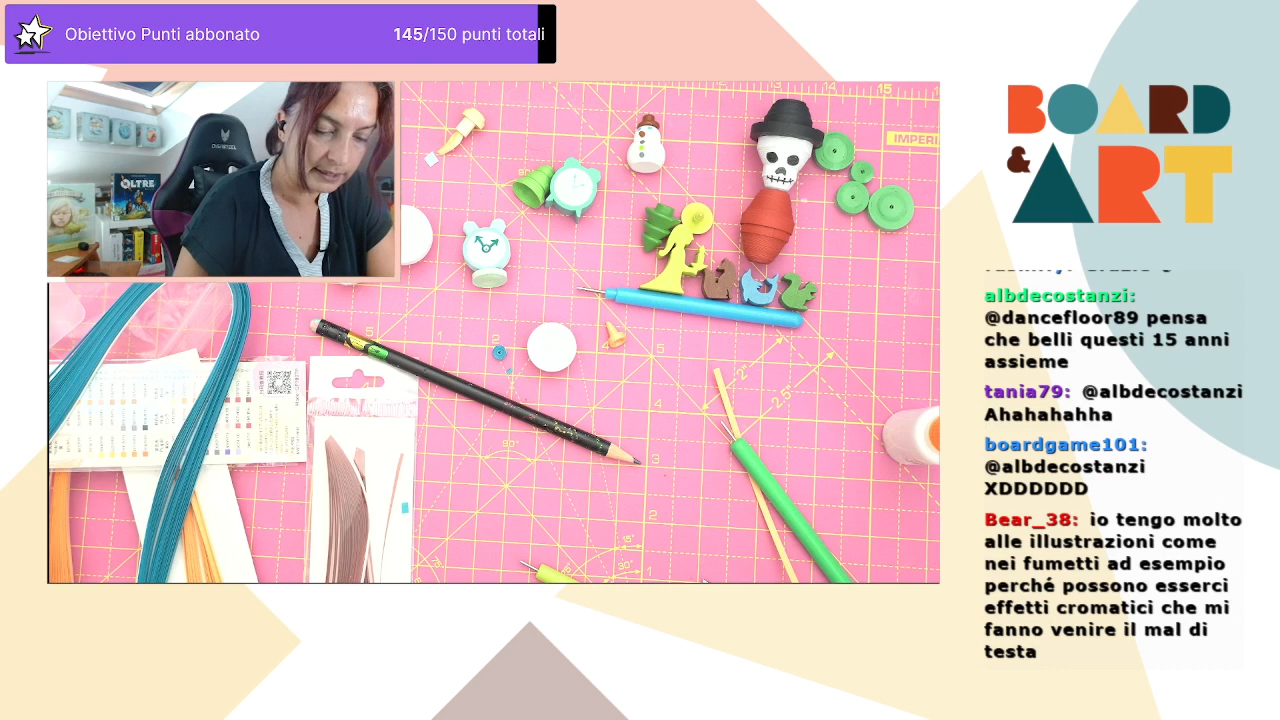 Obiettivo Punti abbonato
145/150 punti totali
OLTRE
IMPERI
BOARD
&
ART
albdecostanzi:
@dancefloor89 pensa
che belli questi 15 anni
assieme
tania79: @albdecostanzi
Ahahahahha
boardgame101:
@albdecostanzi
XDDDDDD
Bear_38: io tengo molto
alle illustrazioni come
nei fumetti ad esempio
perché possono esserci
effetti cromatici che mi
fanno venire il mal di
testa